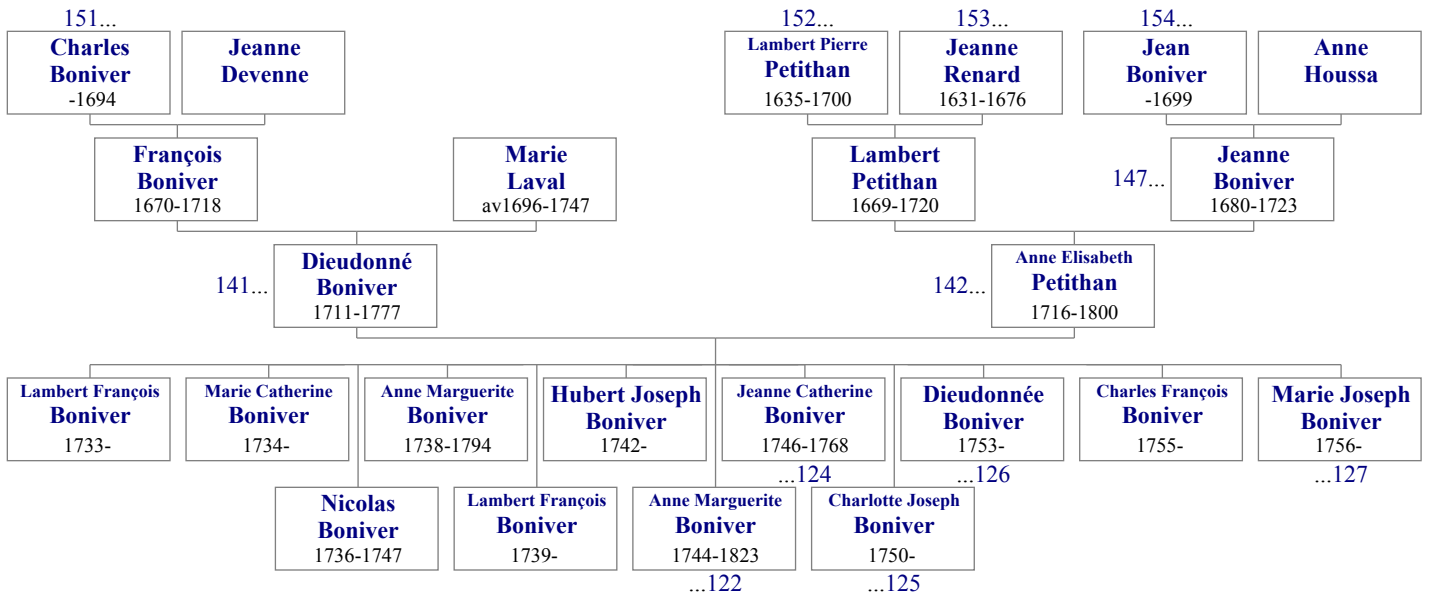 151...
152...
153...
154...
Charles
Boniver
-1694
Jeanne
Devenne
Lambert Pierre
Petithan
1635-1700
Jeanne
Renard
1631-1676
Jean
Boniver
-1699
Anne
Houssa
François
Boniver
1670-1718
Marie
Laval
av1696-1747
Lambert
Petithan
1669-1720
147...
Jeanne
Boniver
1680-1723
141...
Dieudonné
Boniver
1711-1777
142...
Anne Elisabeth
Petithan
1716-1800
Lambert François
Boniver
1733-
Marie Catherine
Boniver
1734-
Anne Marguerite
Boniver
1738-1794
Hubert Joseph
Boniver
1742-
Jeanne Catherine
Boniver
1746-1768
...124
Dieudonnée
Boniver
1753-
...126
Charles François
Boniver
1755-
Marie Joseph
Boniver
1756-
...127
Nicolas
Boniver
1736-1747
Lambert François
Boniver
1739-
Anne Marguerite
Boniver
1744-1823
...122
Charlotte Joseph
Boniver
1750-
...125